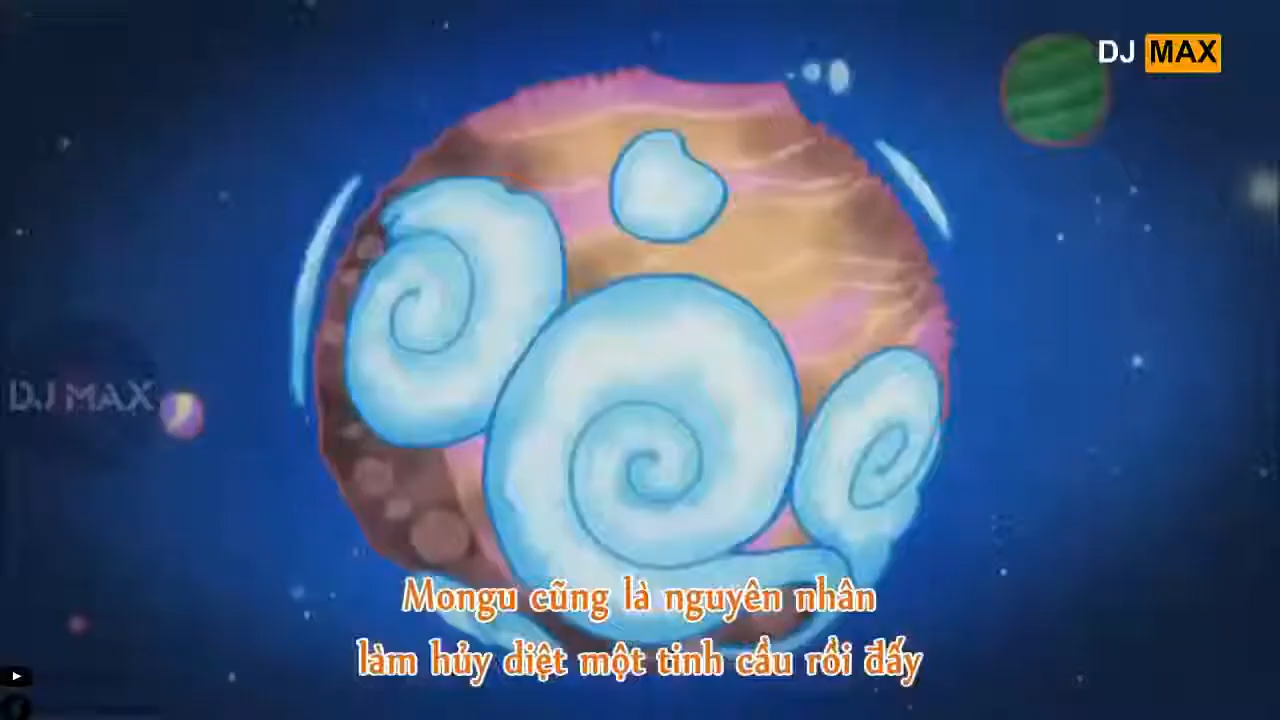 DJ MAX
DJ MAX
Mongu cũng là nguyên nhân
làm hủy diệt một tinh cầu rồi đấy